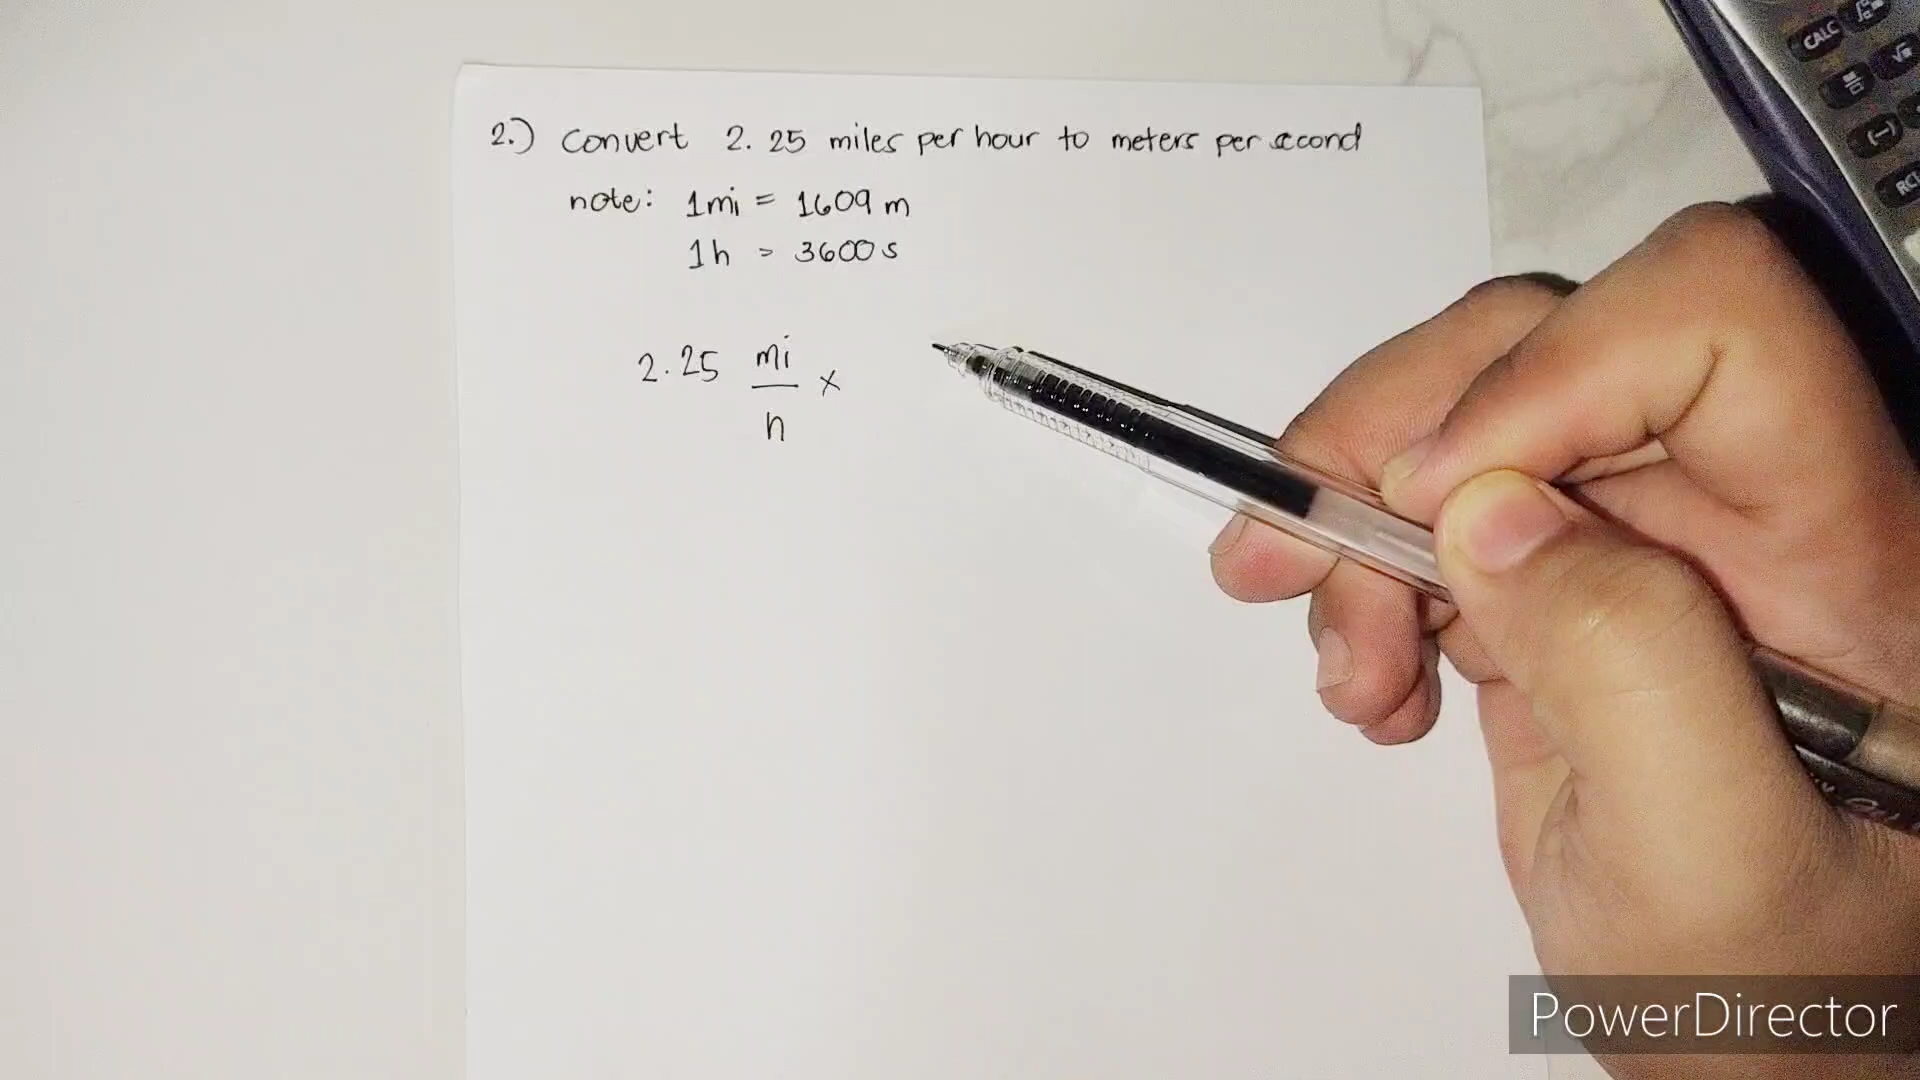 2.) convert 2.25 miles per hour to meters per second
note: 1mi = 1609 m
1h = 3600 s
2.25 mi/h x
CALC
(-)
RCL
PowerDirector